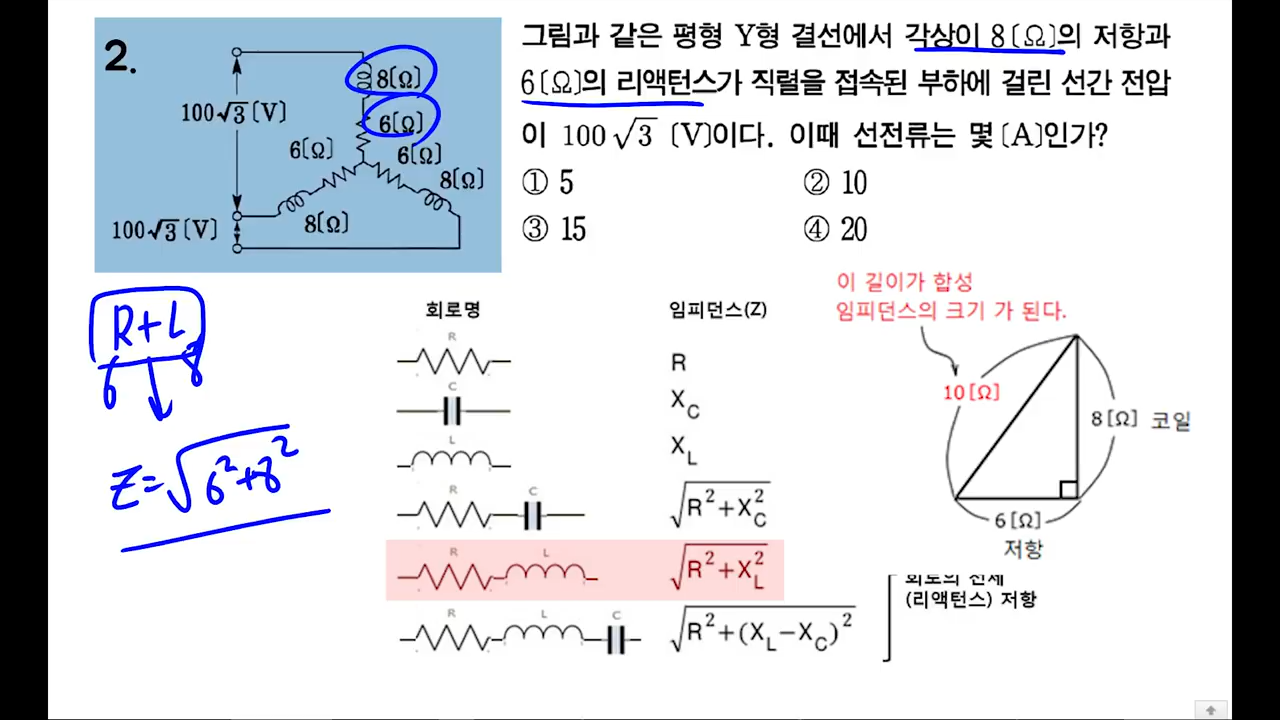 2.
100√3 [V]
8[Ω]
6[Ω]
6[Ω]
6[Ω]
8[Ω]
8[Ω]
100√3 [V]
그림과 같은 평형 Y형 결선에서 각상이 8[Ω]의 저항과
6[Ω]의 리액턴스가 직렬을 접속된 부하에 걸린 선간 전압
이 100√3 [V]이다. 이때 선전류는 몇[A]인가?
① 5 ② 10
③ 15 ④ 20
R+L
6 8
Z=√6²+8²
회로명 임피던스(Z)
R R
C X_C
L X_L
R C √R²+X_C²
R L √R²+X_L²
R L C √R²+(X_L−X_C)²
이 길이가 합성
임피던스의 크기 가 된다.
10[Ω]
8[Ω] 코일
6[Ω]
저항
회로의 전체
(리액턴스) 저항